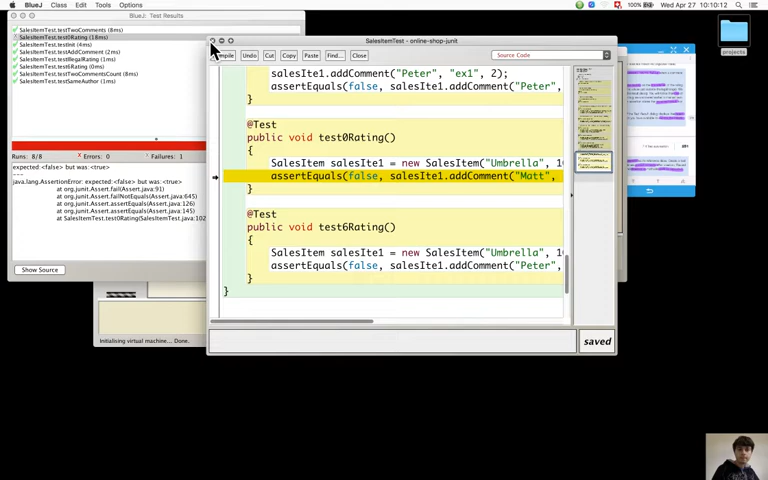 BlueJ Class Edit Tools Options
100% Wed Apr 27 10:10:12
BlueJ: Test Results
SalesItemTest.testTwoComments (8ms)
SalesItemTest.test0Rating (18ms)
SalesItemTest.testInit (4ms)
SalesItemTest.testAddComment (2ms)
SalesItemTest.testIllegalRating (1ms)
SalesItemTest.testTwoCommentsCount (8ms)
SalesItemTest.testSameAuthor (1ms)
Runs: 8/8 Errors: 0 Failures: 1
expected:<false> but was:<true>
---
java.lang.AssertionError: expected:<false> but was:<true>
at org.junit.Assert.fail(Assert.java:91)
at org.junit.Assert.failNotEquals(Assert.java:645)
at org.junit.Assert.assertEquals(Assert.java:126)
at org.junit.Assert.assertEquals(Assert.java:145)
at SalesItemTest.test0Rating(SalesItemTest.java:102
Show Source
Initialising virtual machine... Done.
SalesItemTest - online-shop-junit
Undo Cut Copy Paste Find... Close Source Code
salesIte1.addComment("Peter", "ex1", 2);
assertEquals(false, salesIte1.addComment("Peter",
}
@Test
public void test0Rating()
{
SalesItem salesIte1 = new SalesItem("Umbrella", 1
assertEquals(false, salesIte1.addComment("Matt",
}
@Test
public void test6Rating()
{
SalesItem salesIte1 = new SalesItem("Umbrella", 1
assertEquals(false, salesIte1.addComment("Peter",
}
}
saved
projects